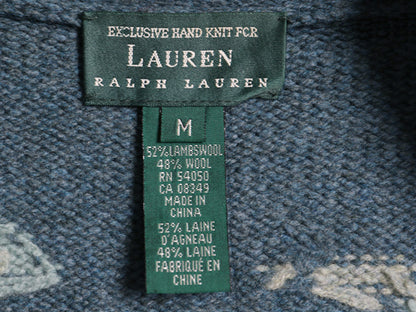 EXCLUSIVE HAND KNIT FOR
LAUREN
RALPH LAUREN
M
52%LAMBSWOOL
48% WOOL
RN 54050
CA 08349
MADE IN
CHINA
52% LAINE
D'AGNEAU
48% LAINE
FABRIQUÉ EN
CHINE